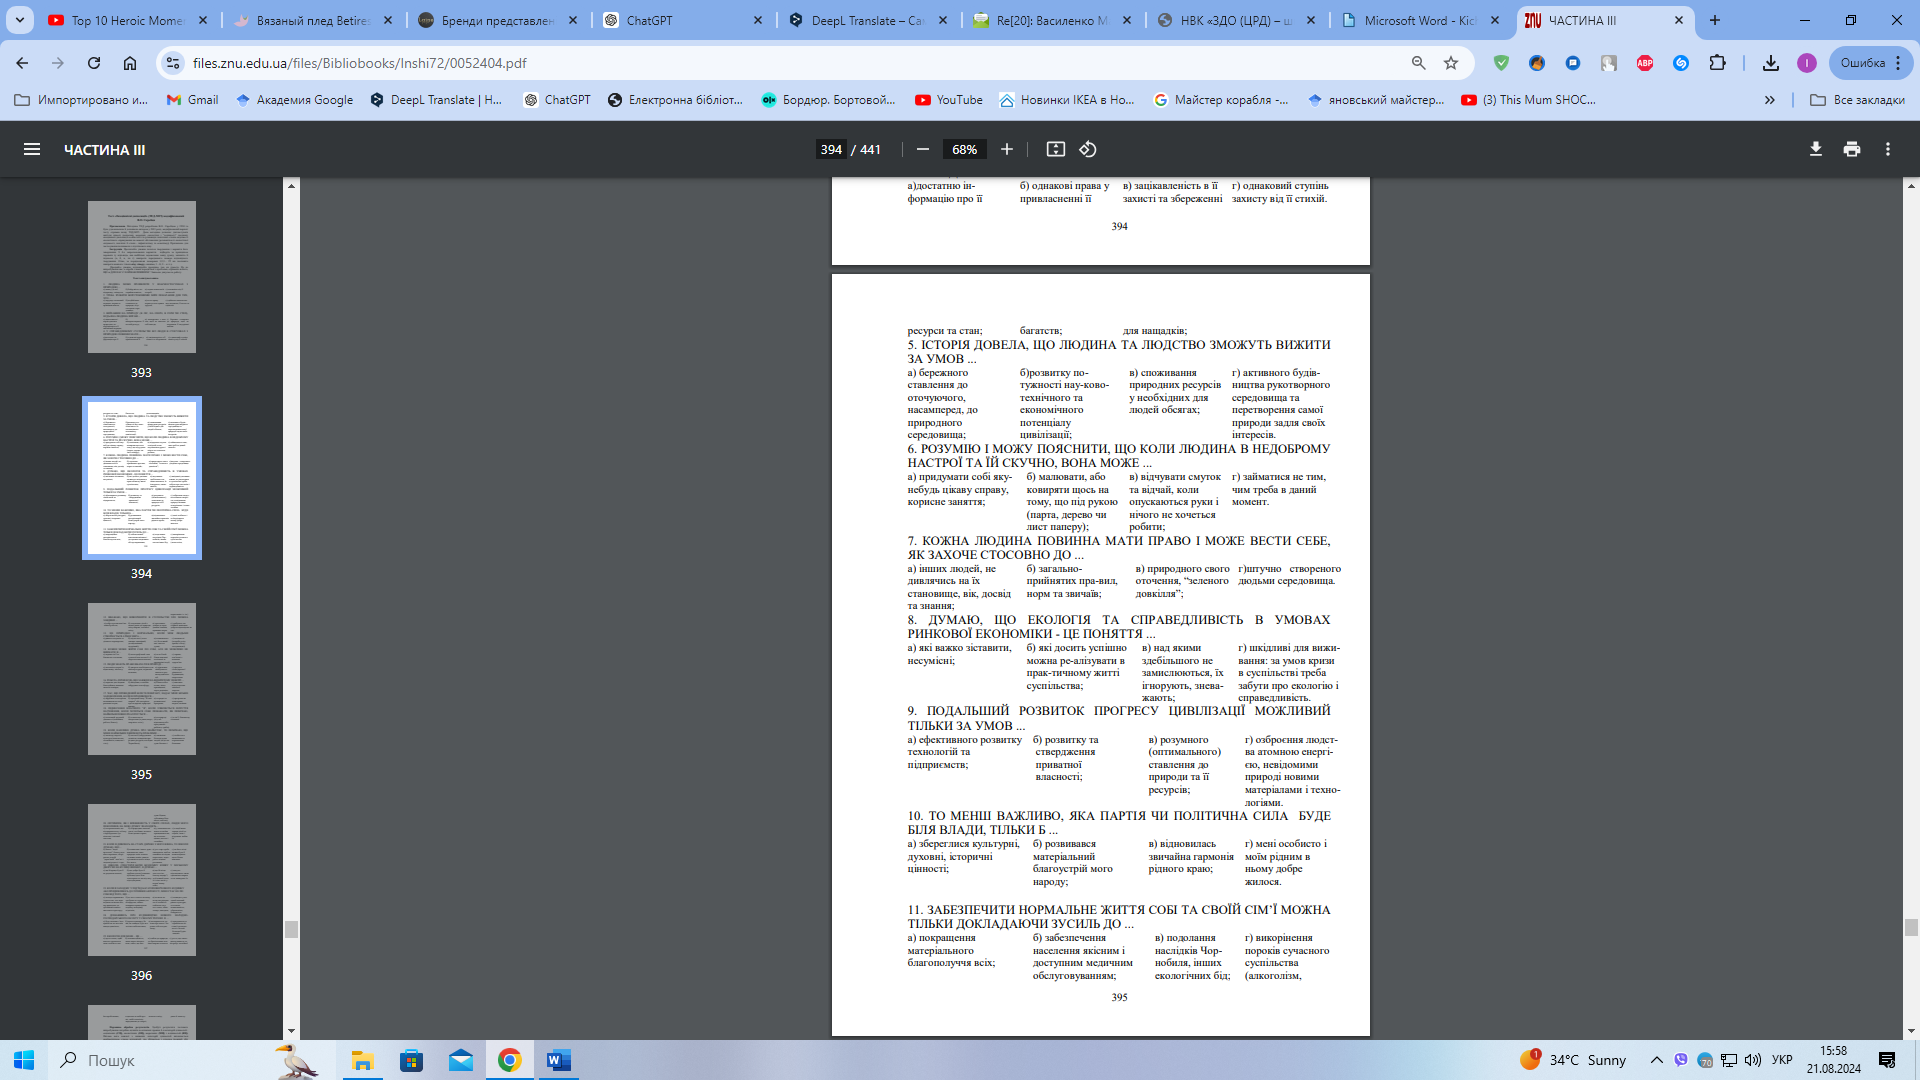 Top 10 Heroic Mome
Вязаный плед Betires
Бренди представлен
ChatGPT
DeepL Translate – Са
Re[20]: Василенко М
НВК «ЗДО (ЦРД) – ш
Microsoft Word - Kic
ЧАСТИНА III
files.znu.edu.ua/files/Bibliobooks/Inshi72/0052404.pdf
Ошибка
Импортировано и...
Gmail
Академия Google
DeepL Translate | H...
ChatGPT
Електронна бібліот...
Бордюр. Бортовой...
YouTube
Новинки IKEA в Но...
Майстер корабля -...
яновський майстер...
(3) This Mum SHOC...
Все закладки
ЧАСТИНА III
394 / 441
68%
393
394
395
396
а)достатню ін- б) однакові права у в) зацікавленість в її г) однаковий ступінь
формацію про її привласненні її захисті та збереженні захисту від її стихій.
394
ресурси та стан; багатств; для нащадків;
5. ІСТОРІЯ ДОВЕЛА, ЩО ЛЮДИНА ТА ЛЮДСТВО ЗМОЖУТЬ ВИЖИТИ
ЗА УМОВ ...
а) бережного б)розвитку по- в) споживання г) активного будів-
ставлення до тужності нау-ково- природних ресурсів ництва рукотворного
оточуючого, технічного та у необхідних для середовища та
насамперед, до економічного людей обсягах; перетворення самої
природного потенціалу природи задля своїх
середовища; цивілізації; інтересів.
6. РОЗУМІЮ І МОЖУ ПОЯСНИТИ, ЩО КОЛИ ЛЮДИНА В НЕДОБРОМУ
НАСТРОЇ ТА ЇЙ СКУЧНО, ВОНА МОЖЕ ...
а) придумати собі яку- б) малювати, або в) відчувати смуток г) займатися не тим,
небудь цікаву справу, ковиряти щось на та відчай, коли чим треба в даний
корисне заняття; тому, що під рукою опускаються руки і момент.
(парта, дерево чи нічого не хочеться
лист паперу); робити;
7. КОЖНА ЛЮДИНА ПОВИННА МАТИ ПРАВО І МОЖЕ ВЕСТИ СЕБЕ,
ЯК ЗАХОЧЕ СТОСОВНО ДО ...
а) інших людей, не б) загально- в) природного свого г)штучно створеного
дивлячись на їх прийнятих пра-вил, оточення, “зеленого дюдьми середовища.
становище, вік, досвід норм та звичаїв; довкілля”;
та знання;
8. ДУМАЮ, ЩО ЕКОЛОГІЯ ТА СПРАВЕДЛИВІСТЬ В УМОВАХ
РИНКОВОЇ ЕКОНОМІКИ - ЦЕ ПОНЯТТЯ ...
а) які важко зіставити, б) які досить успішно в) над якими г) шкідливі для вижи-
несумісні; можна ре-алізувати в здебільшого не вання: за умов кризи
прак-тичному житті замислюються, їх в суспільстві треба
суспільства; ігнорують, знева- забути про екологію і
жають; справедливість.
9. ПОДАЛЬШИЙ РОЗВИТОК ПРОГРЕСУ ЦИВІЛІЗАЦІЇ МОЖЛИВИЙ
ТІЛЬКИ ЗА УМОВ ...
а) ефективного розвитку б) розвитку та в) розумного г) озброєння людст-
технологій та ствердження (оптимального) ва атомною енергі-
підприємств; приватної ставлення до єю, невідомими
власності; природи та її природі новими
ресурсів; матеріалами і техно-
логіями.
10. ТО МЕНШ ВАЖЛИВО, ЯКА ПАРТІЯ ЧИ ПОЛІТИЧНА СИЛА БУДЕ
БІЛЯ ВЛАДИ, ТІЛЬКИ Б ...
а) збереглися культурні, б) розвивався в) відновилась г) мені особисто і
духовні, історичні матеріальний звичайна гармонія моїм рідним в
цінності; благоустрій мого рідного краю; ньому добре
народу; жилося.
11. ЗАБЕЗПЕЧИТИ НОРМАЛЬНЕ ЖИТТЯ СОБІ ТА СВОЇЙ СІМ’Ї МОЖНА
ТІЛЬКИ ДОКЛАДАЮЧИ ЗУСИЛЬ ДО ...
а) покращення б) забезпечення в) подолання г) викорінення
матеріального населення якісним і наслідків Чор- пороків сучасного
благополуччя всіх; доступним медичним нобиля, інших суспільства
обслуговуванням; екологічних бід; (алкоголізм,
395
Пошук
34°C Sunny
УКР
15:58
21.08.2024